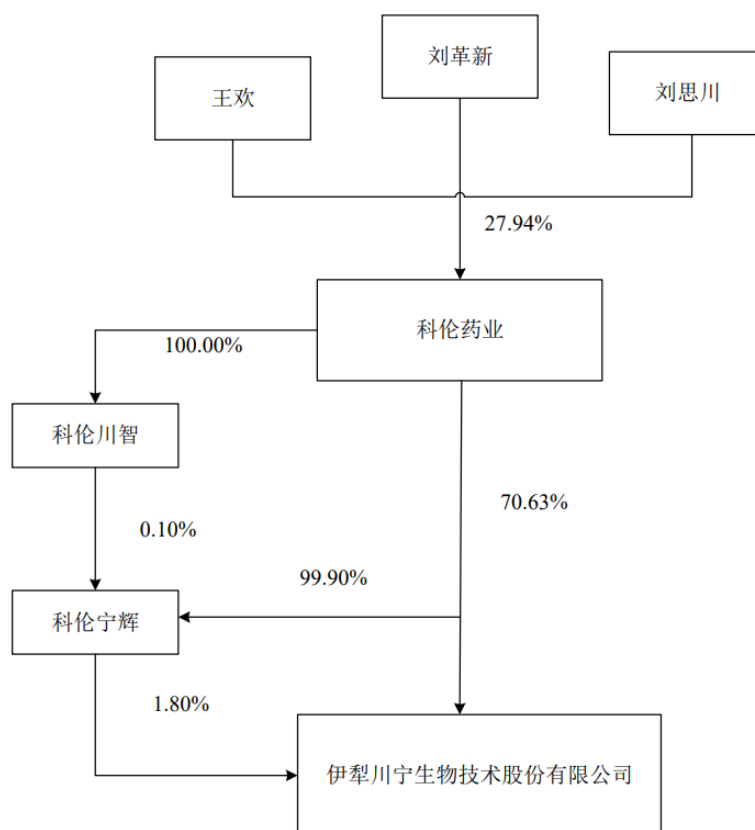 刘革新
王欢
刘思川
27.94%
科伦药业
100.00%
科伦川智
70.63%
0.10%
99.90%
科伦宁辉
1.80%
伊犁川宁生物技术股份有限公司